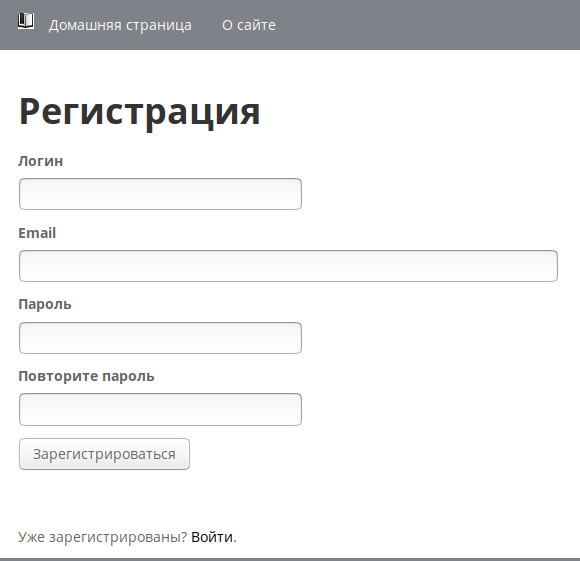 Домашняя страница О сайте
Регистрация
Логин
Email
Пароль
Повторите пароль
Зарегистрироваться
Уже зарегистрированы? Войти.